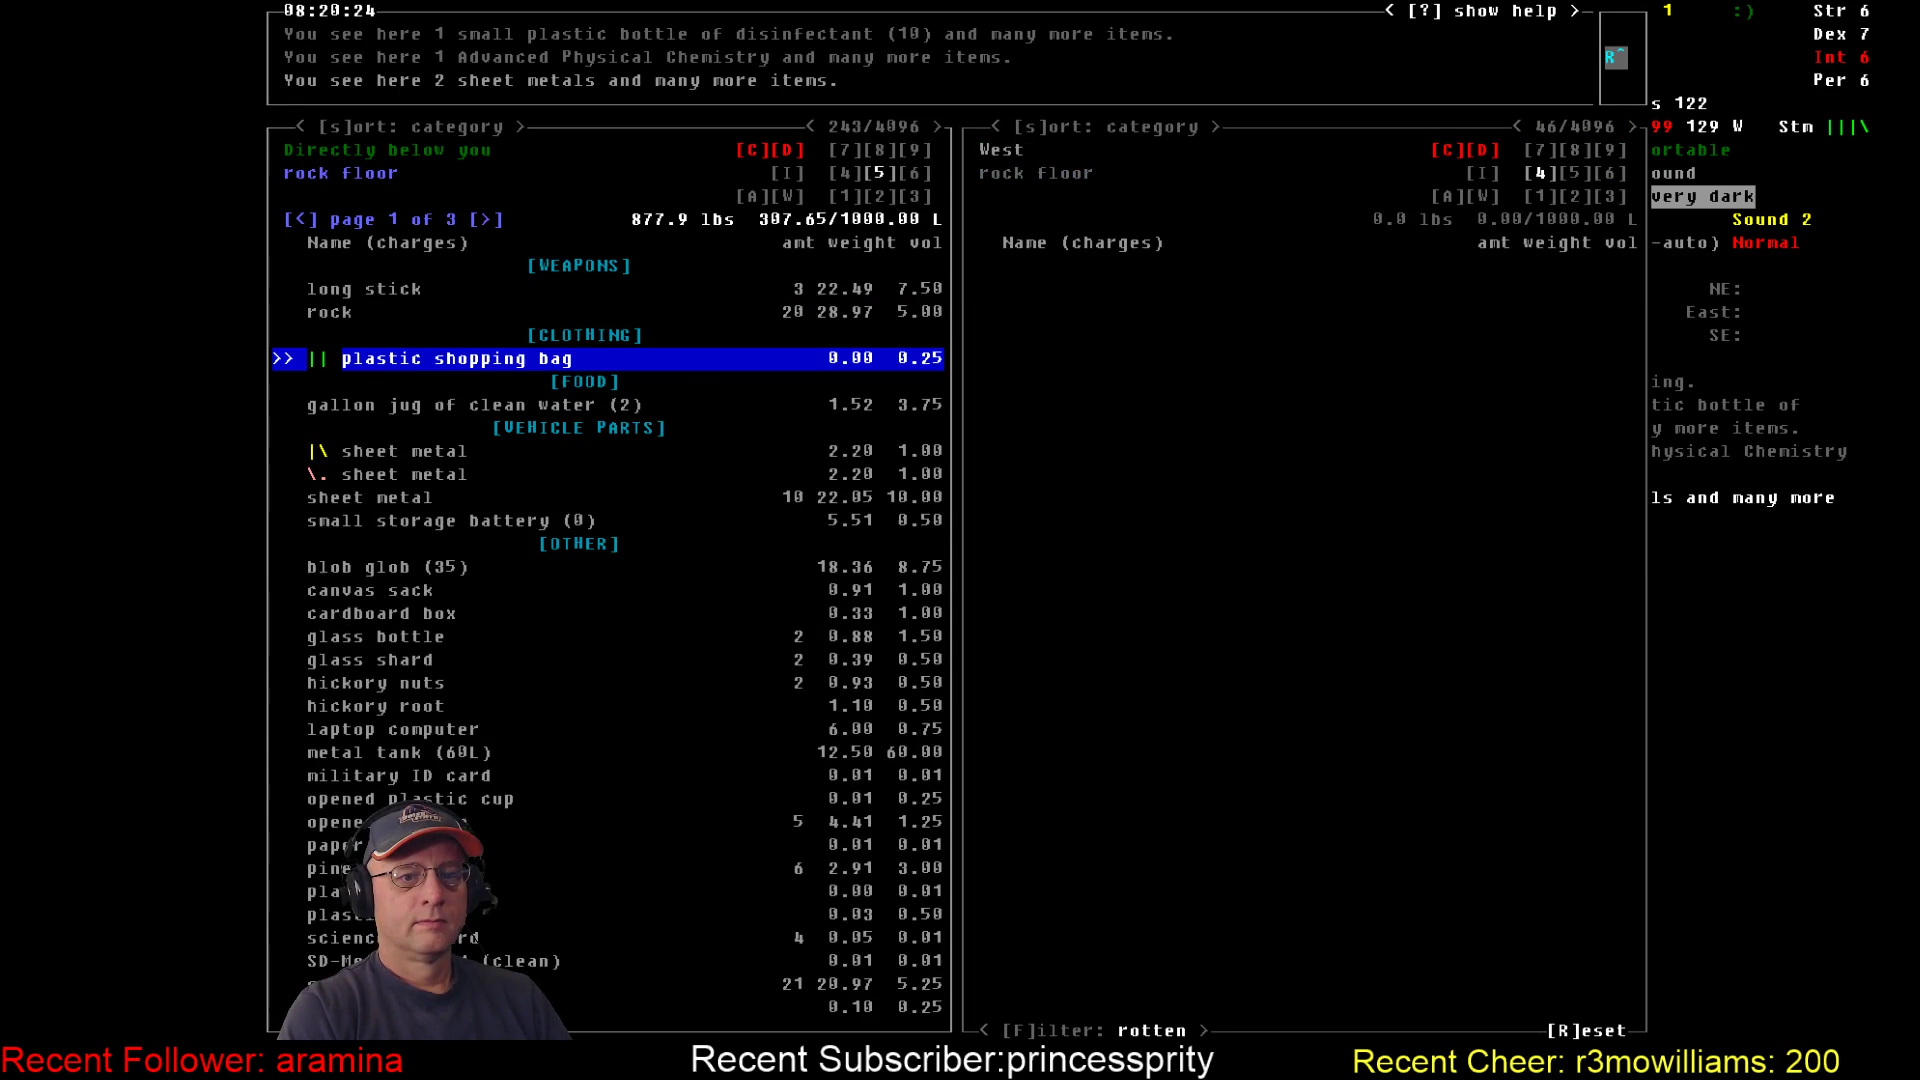 08:20:24 < [?] show help > 1 :) Str 6
You see here 1 small plastic bottle of disinfectant (10) and many more items. Dex 7
You see here 1 Advanced Physical Chemistry and many more items. R^ Int 6
You see here 2 sheet metals and many more items. Per 6
s 122
< [s]ort: category > < 243/4096 > < [s]ort: category > < 46/4096 > 99 129 W Stm |||\
Directly below you [C][D] [7][8][9] West [C][D] [7][8][9] ortable
rock floor [I] [4][5][6] rock floor [I] [4][5][6] ound
[A][W] [1][2][3] [A][W] [1][2][3] very dark
[<] page 1 of 3 [>] 877.9 lbs 307.65/1000.00 L 0.0 lbs 0.00/1000.00 L Sound 2
Name (charges) amt weight vol Name (charges) amt weight vol -auto) Normal
[WEAPONS]
long stick 3 22.49 7.50 NE:
rock 20 28.97 5.00 East:
[CLOTHING] SE:
>> || plastic shopping bag 0.00 0.25
[FOOD] ing.
gallon jug of clean water (2) 1.52 3.75 tic bottle of
[VEHICLE PARTS] y more items.
|\ sheet metal 2.20 1.00 hysical Chemistry
\. sheet metal 2.20 1.00
sheet metal 10 22.05 10.00 ls and many more
small storage battery (0) 5.51 0.50
[OTHER]
blob glob (35) 18.36 8.75
canvas sack 0.91 1.00
cardboard box 0.33 1.00
glass bottle 2 0.88 1.50
glass shard 2 0.39 0.50
hickory nuts 2 0.93 0.50
hickory root 1.10 0.50
laptop computer 6.00 0.75
metal tank (60L) 12.50 60.00
military ID card 0.01 0.01
opened plastic cup 0.01 0.25
opene 5 4.41 1.25
paper 0.01 0.01
pine 6 2.91 3.00
pla 0.00 0.01
plast 0.03 0.50
scienc rd 4 0.05 0.01
SD-Me (clean) 0.01 0.01
21 20.97 5.25
0.10 0.25
< [F]ilter: rotten > [R]eset
Recent Follower: aramina Recent Subscriber:princessprity Recent Cheer: r3mowilliams: 200